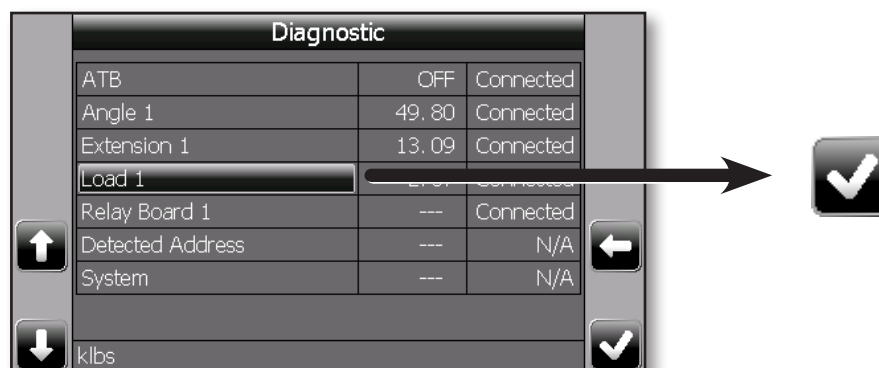 Diagnostic
ATB OFF Connected
Angle 1 49.80 Connected
Extension 1 13.09 Connected
Load 1
Relay Board 1 --- Connected
Detected Address --- N/A
System --- N/A
klbs